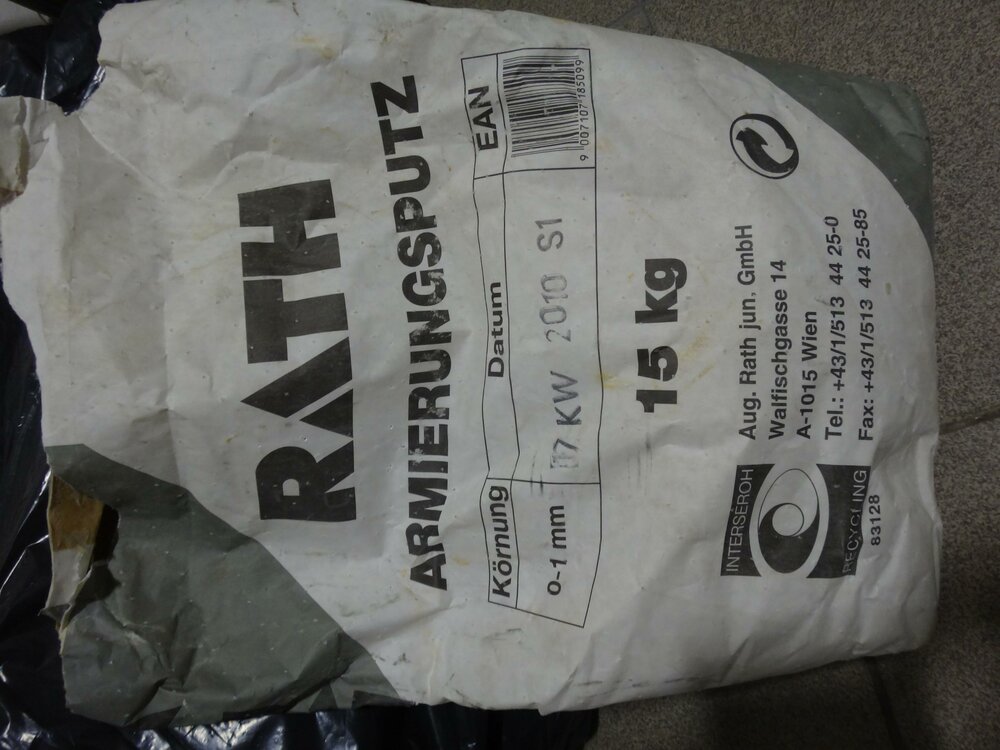 RATH
ARMIERUNGSPUTZ
Körnung Datum EAN
0-1mm 07 KW 2010 S1
9 007107 185099
15 kg
Aug. Rath jun. GmbH
Walfischgasse 14
A-1015 Wien
Tel.: +43/1/513 44 25-0
Fax: +43/1/513 44 25-85
INTERSEROH
RECYCLING
83128